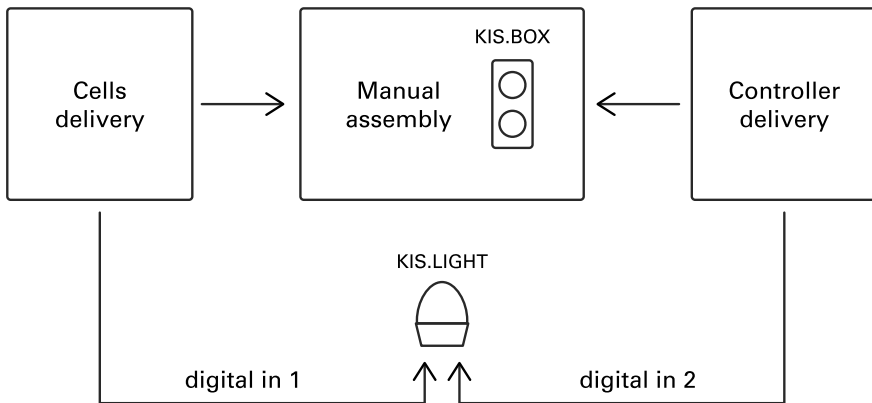 KIS.BOX
Cells
delivery
Manual
assembly
Controller
delivery
KIS.LIGHT
digital in 1
digital in 2